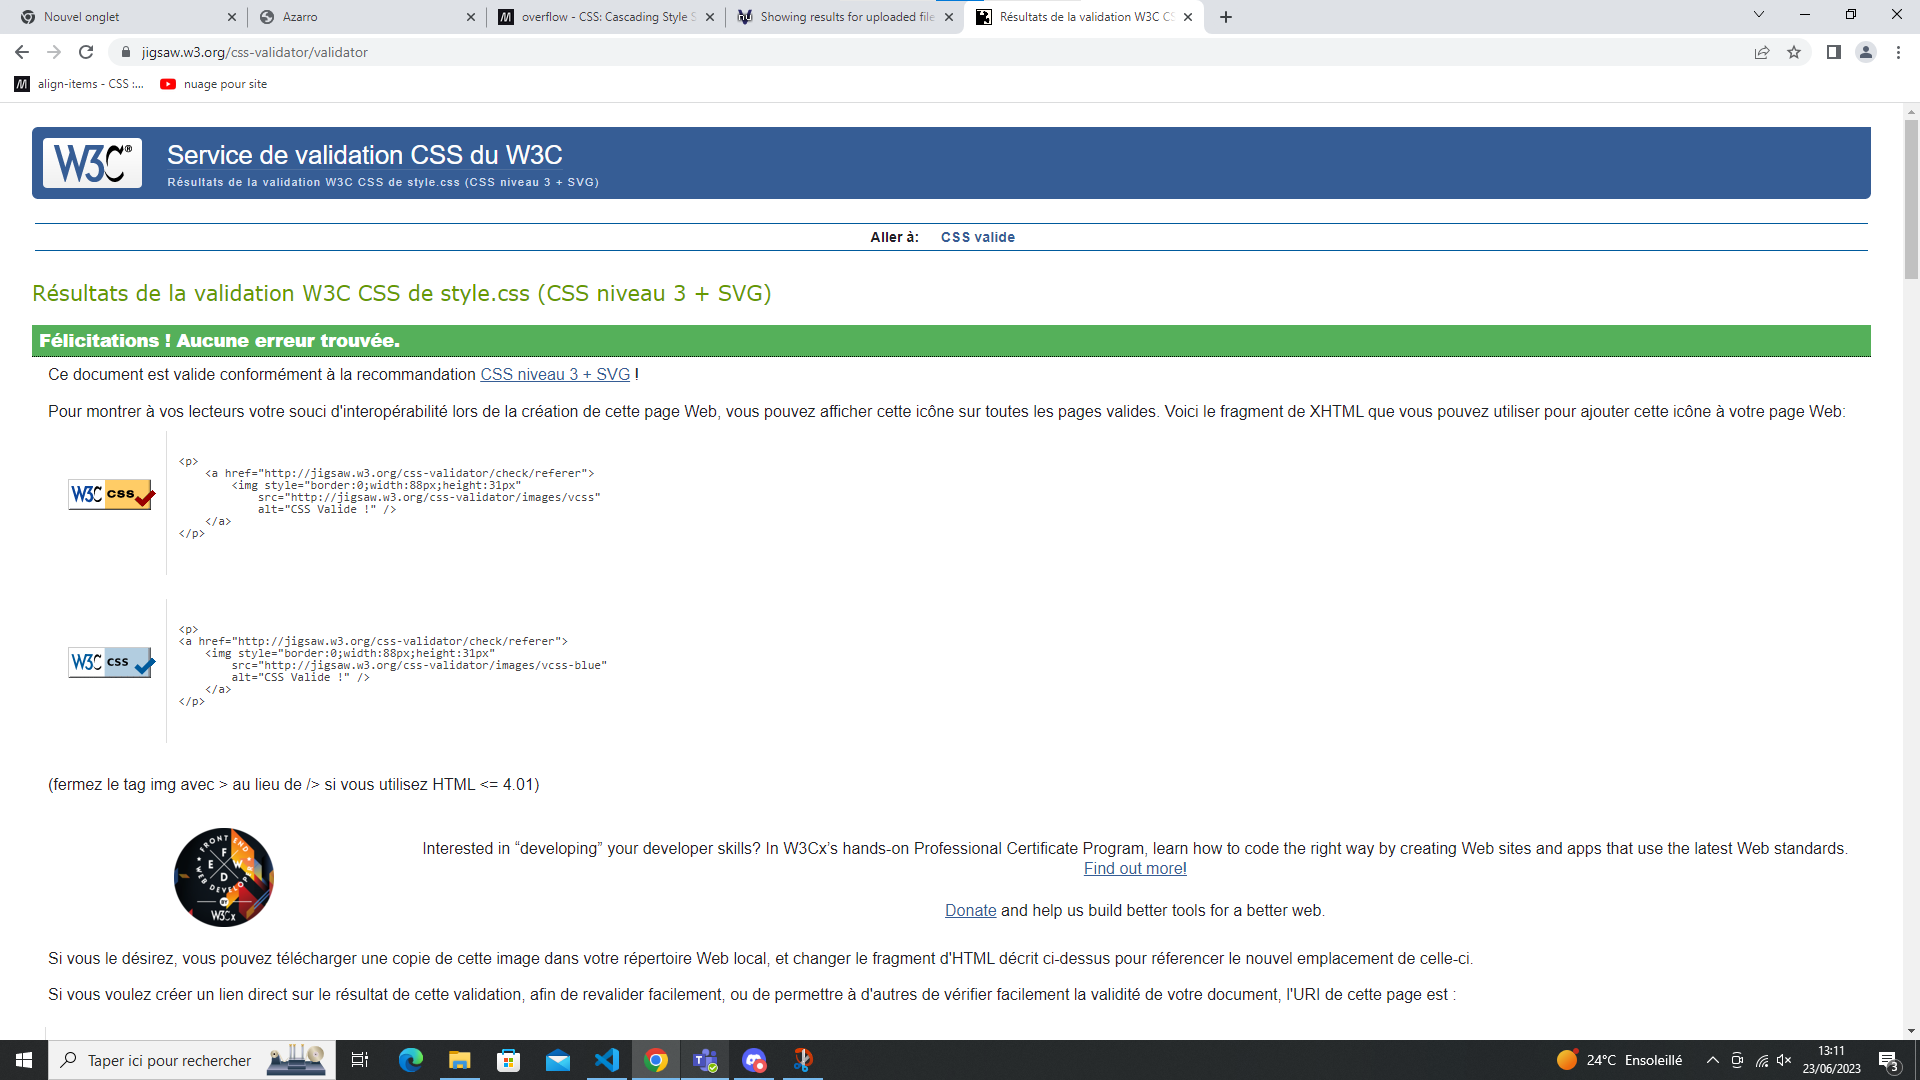 Nouvel onglet
Azarro
overflow - CSS: Cascading Style S
Showing results for uploaded file
Résultats de la validation W3C CS
jigsaw.w3.org/css-validator/validator
align-items - CSS :...
nuage pour site
W3C®
Service de validation CSS du W3C
Résultats de la validation W3C CSS de style.css (CSS niveau 3 + SVG)
Aller à: CSS valide
Résultats de la validation W3C CSS de style.css (CSS niveau 3 + SVG)
Félicitations ! Aucune erreur trouvée.
Ce document est valide conformément à la recommandation CSS niveau 3 + SVG !
Pour montrer à vos lecteurs votre souci d'interopérabilité lors de la création de cette page Web, vous pouvez afficher cette icône sur toutes les pages valides. Voici le fragment de XHTML que vous pouvez utiliser pour ajouter cette icône à votre page Web:
W3C css
<p>
<a href="http://jigsaw.w3.org/css-validator/check/referer">
<img style="border:0;width:88px;height:31px"
src="http://jigsaw.w3.org/css-validator/images/vcss"
alt="CSS Valide !" />
</a>
</p>
W3C css
<p>
<a href="http://jigsaw.w3.org/css-validator/check/referer">
<img style="border:0;width:88px;height:31px"
src="http://jigsaw.w3.org/css-validator/images/vcss-blue"
alt="CSS Valide !" />
</a>
</p>
(fermez le tag img avec > au lieu de /> si vous utilisez HTML <= 4.01)
FRONT END
F
E W
D
WEB DEVELOPER
BY
W3Cx
Interested in “developing” your developer skills? In W3Cx’s hands-on Professional Certificate Program, learn how to code the right way by creating Web sites and apps that use the latest Web standards.
Find out more!
Donate and help us build better tools for a better web.
Si vous le désirez, vous pouvez télécharger une copie de cette image dans votre répertoire Web local, et changer le fragment d'HTML décrit ci-dessus pour réferencer le nouvel emplacement de celle-ci.
Si vous voulez créer un lien direct sur le résultat de cette validation, afin de revalider facilement, ou de permettre à d'autres de vérifier facilement la validité de votre document, l'URI de cette page est :
Taper ici pour rechercher
24°C Ensoleillé
13:11
23/06/2023
3